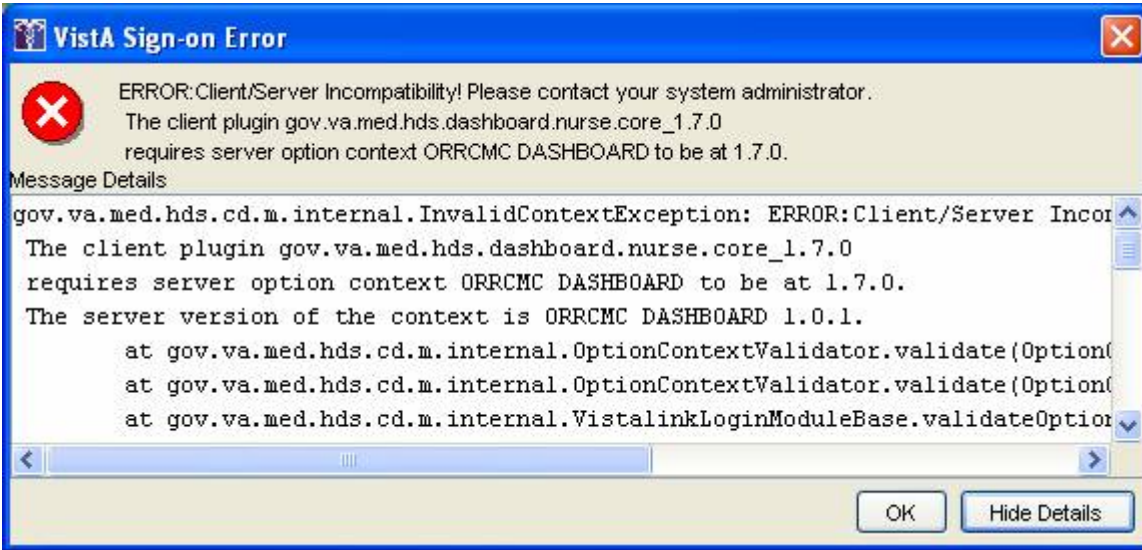 VistA Sign-on Error
ERROR:Client/Server Incompatibility! Please contact your system administrator.
The client plugin gov.va.med.hds.dashboard.nurse.core_1.7.0
requires server option context ORRCMC DASHBOARD to be at 1.7.0.
Message Details
gov.va.med.hds.cd.m.internal.InvalidContextException: ERROR:Client/Server Incor
The client plugin gov.va.med.hds.dashboard.nurse.core_1.7.0
requires server option context ORRCMC DASHBOARD to be at 1.7.0.
The server version of the context is ORRCMC DASHBOARD 1.0.1.
at gov.va.med.hds.cd.m.internal.OptionContextValidator.validate(Option
at gov.va.med.hds.cd.m.internal.OptionContextValidator.validate(Option
at gov.va.med.hds.cd.m.internal.VistalinkLoginModuleBase.validateOption
OK
Hide Details